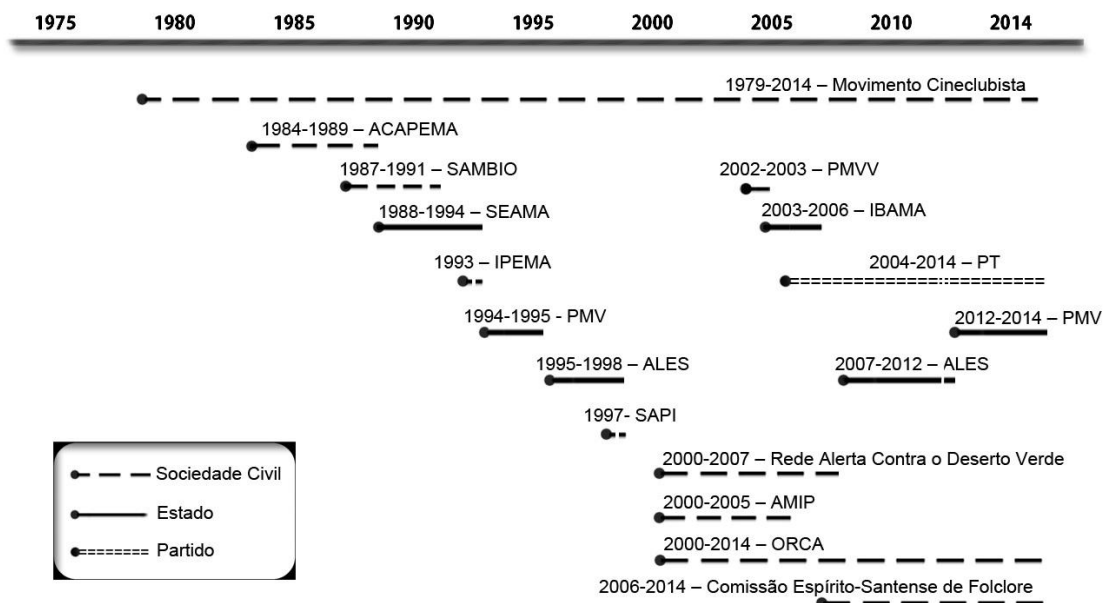 1975 1980 1985 1990 1995 2000 2005 2010 2014
1979-2014 – Movimento Cineclubista
1984-1989 – ACAPEMA
1987-1991 – SAMBIO
2002-2003 – PMVV
1988-1994 – SEAMA
2003-2006 – IBAMA
1993 – IPEMA
2004-2014 – PT
1994-1995 - PMV
2012-2014 – PMV
1995-1998 – ALES
2007-2012 – ALES
1997- SAPI
2000-2007 – Rede Alerta Contra o Deserto Verde
2000-2005 – AMIP
2000-2014 – ORCA
2006-2014 – Comissão Espírito-Santense de Folclore
Sociedade Civil
Estado
Partido